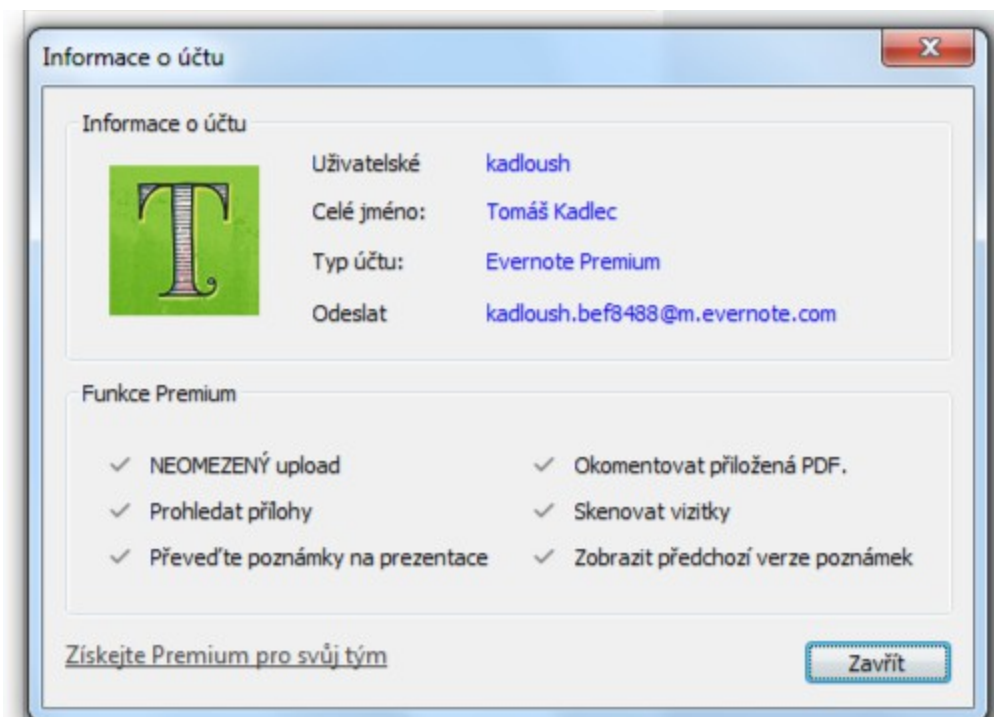 Informace o účtu
Informace o účtu
T
Uživatelské kadloush
Celé jméno: Tomáš Kadlec
Typ účtu: Evernote Premium
Odeslat kadloush.bef8488@m.evernote.com
Funkce Premium
NEOMEZENÝ upload Okomentovat přiložená PDF.
Prohledat přílohy Skenovat vizitky
Převeďte poznámky na prezentace Zobrazit předchozí verze poznámek
Získejte Premium pro svůj tým Zavřít